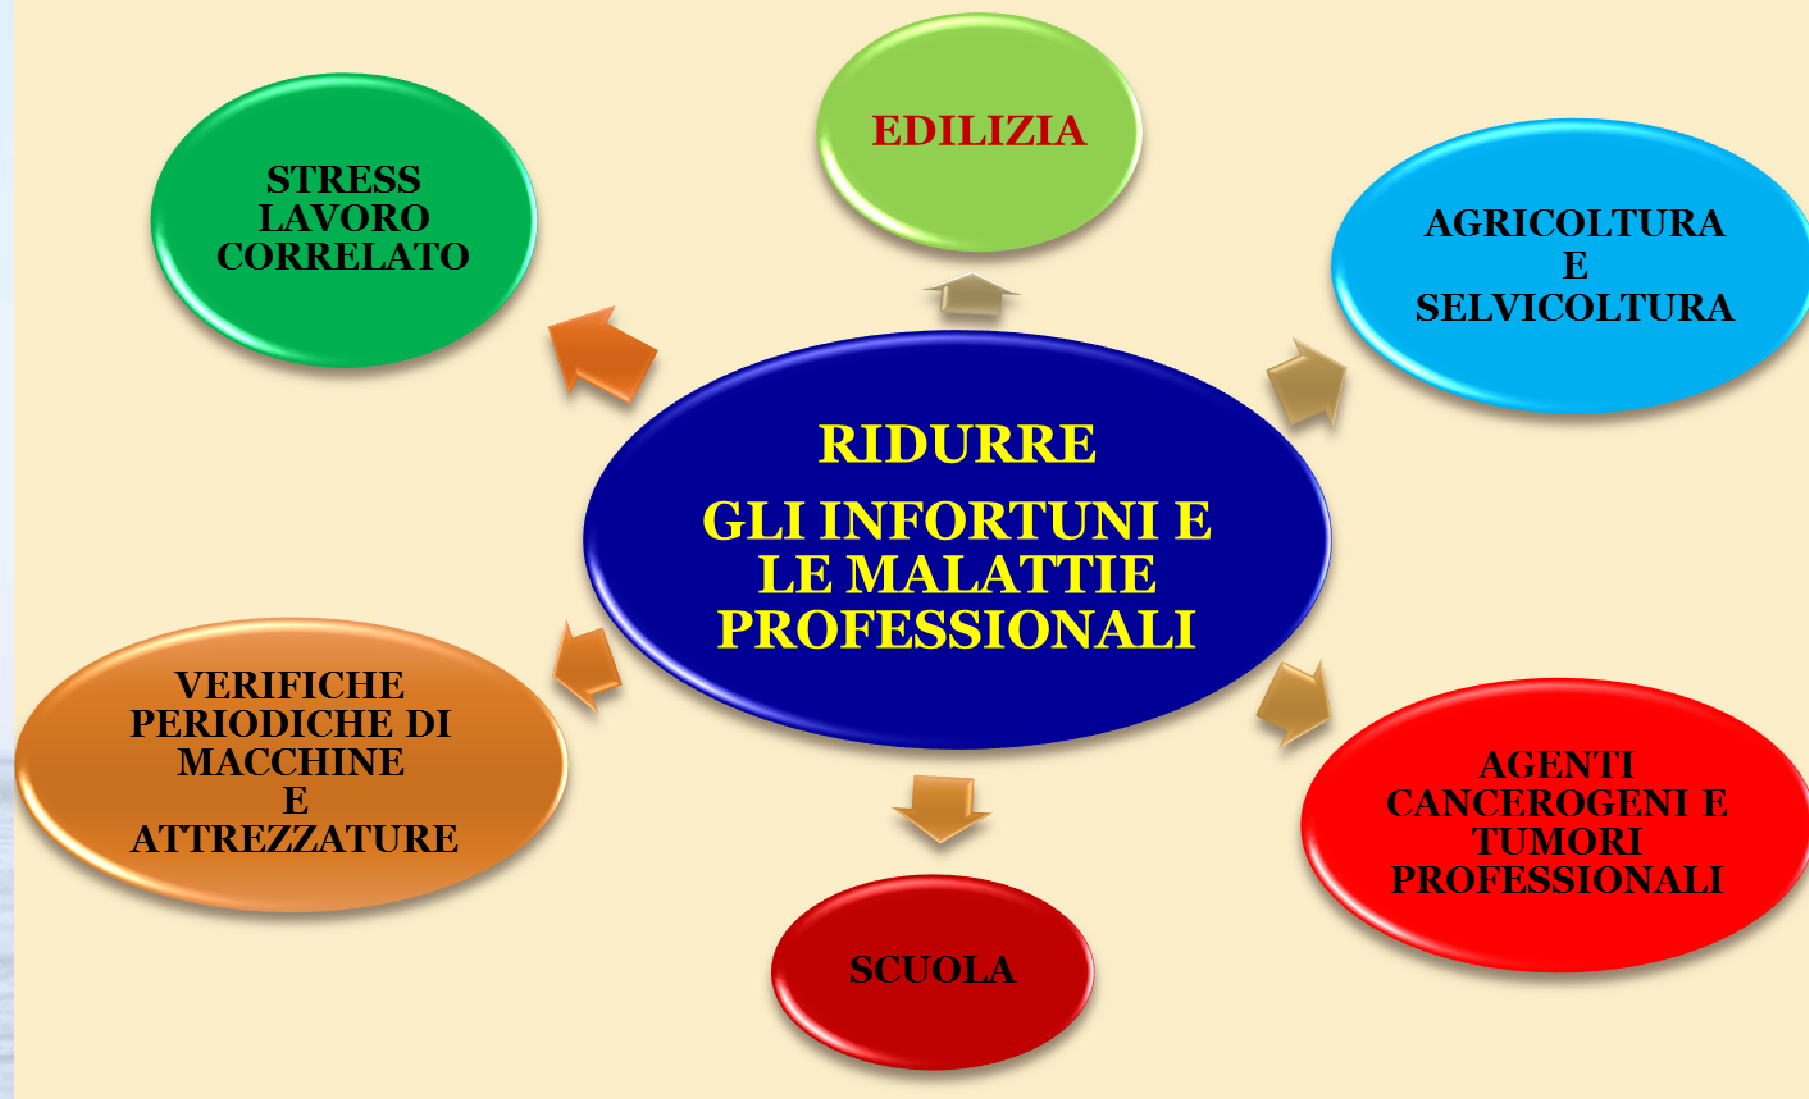 EDILIZIA
STRESS
LAVORO
CORRELATO
AGRICOLTURA
E
SELVICOLTURA
RIDURRE
GLI INFORTUNI E
LE MALATTIE
PROFESSIONALI
VERIFICHE
PERIODICHE DI
MACCHINE
E
ATTREZZATURE
AGENTI
CANCEROGENI E
TUMORI
PROFESSIONALI
SCUOLA